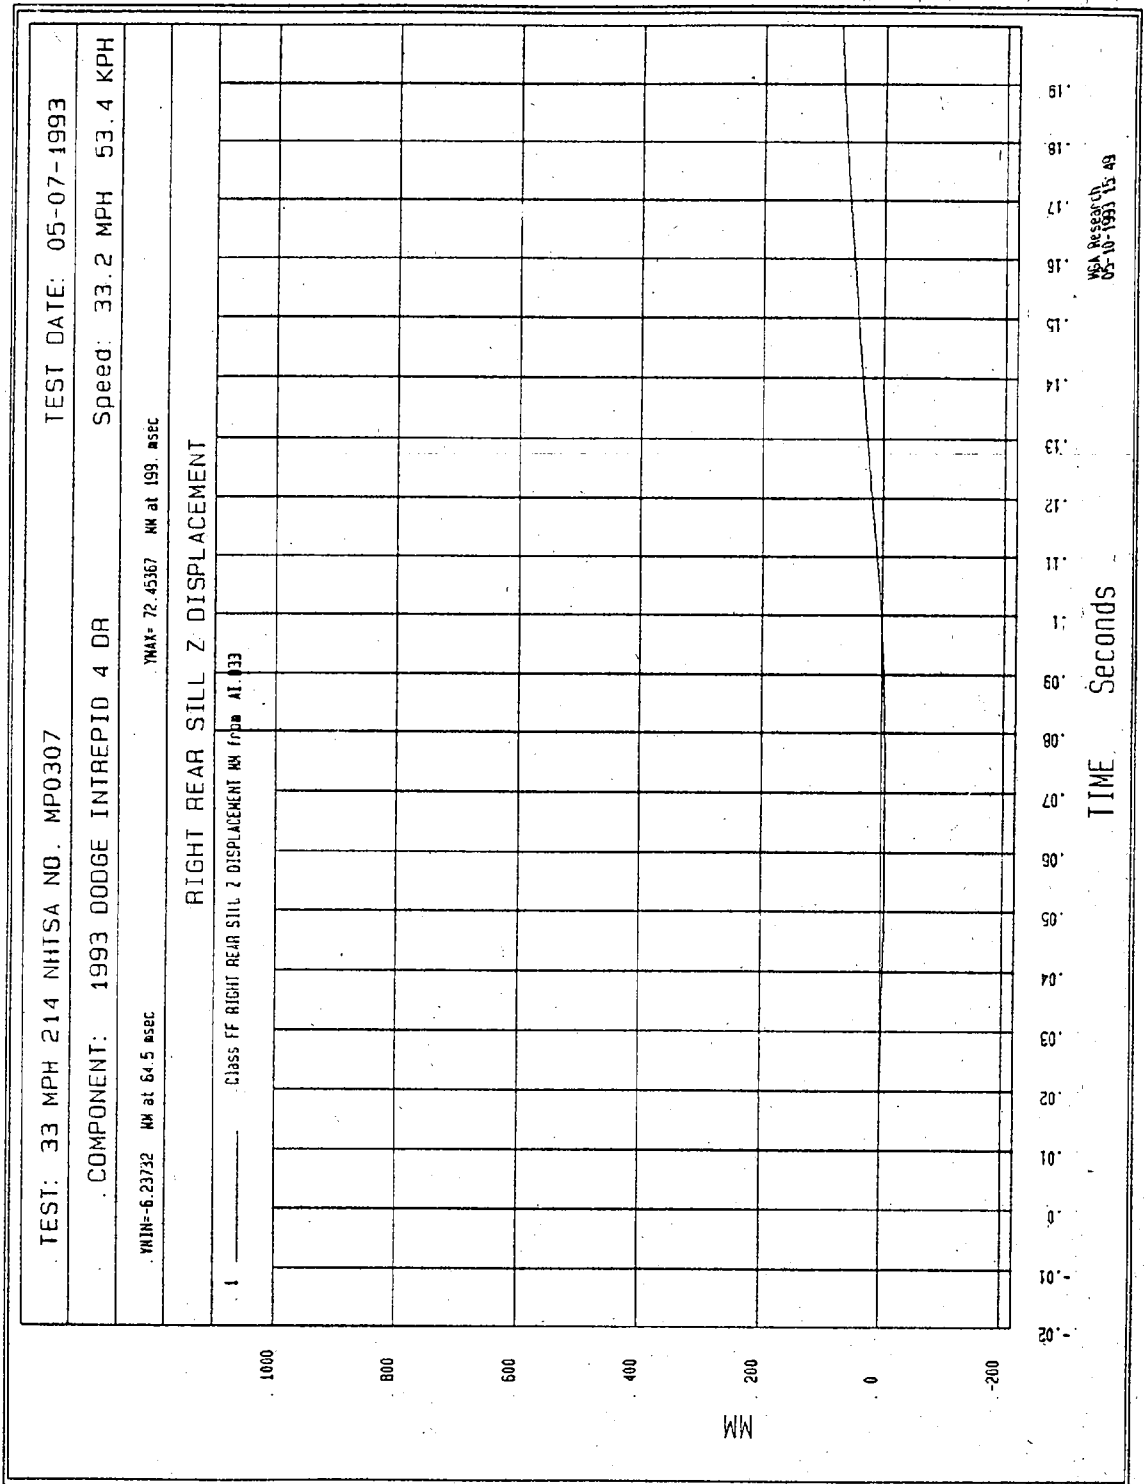 TEST: 33 MPH 214 NHTSA NO. MP0307 TEST DATE: 05-07-1993
COMPONENT: 1993 DODGE INTREPID 4 DR Speed: 33.2 MPH 53.4 KPH
YMIN=-6.23732 MM at 64.5 msec YMAX= 72.45367 MM at 199. msec
RIGHT REAR SILL Z DISPLACEMENT
1 Class FF RIGHT REAR SILL Z DISPLACEMENT MM from AI.033
1000
800
600
400
200
0
-200
MM
-.02 -.01 0. .01 .02 .03 .04 .05 .06 .07 .08 .09 .1 .11 .12 .13 .14 .15 .16 .17 .18 .19
TIME Seconds
MGA Research
05-10-1993 15:49